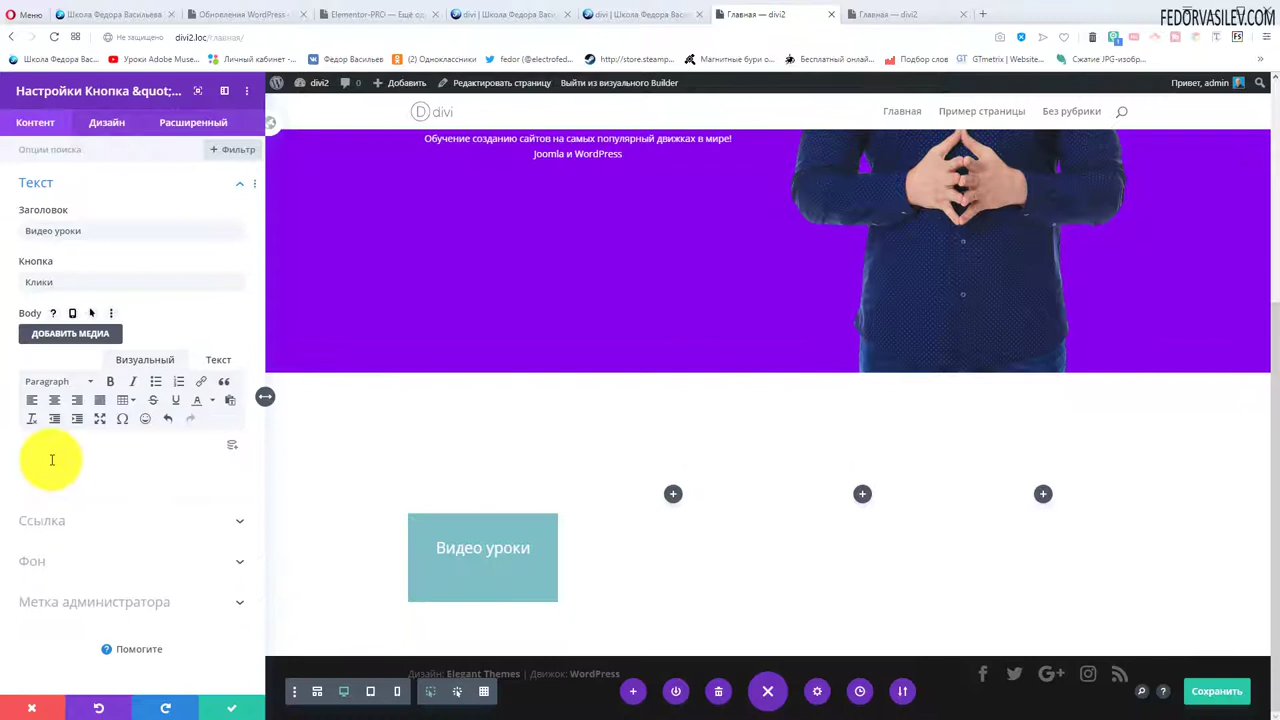 Меню
Школа Федора Васильева
Обновления WordPress
Elementor-PRO — Ещё од
divi | Школа Федора Васи
divi | Школа Федора Васи
Главная — divi2
Главная — divi2
FEDORVASILEV.COM
Не защищено
divi2.loc/главная/
Школа Федора Вас...
Уроки Adobe Muse...
Личный кабинет -...
Федор Васильев
(2) Одноклассники
fedor (@electrofed...
http://store.steamp...
Магнитные бури о...
Бесплатный онлай...
Подбор слов
GTmetrix | Website...
Сжатие JPG-изобр...
Настройки Кнопка &quot;...
divi2
0
Добавить
Редактировать страницу
Выйти из визуального Builder
Привет, admin
Контент
Дизайн
Расширенный
D divi
Главная
Пример страницы
Без рубрики
Опции поиска
+ Фильтр
Обучение созданию сайтов на самых популярный движках в мире!
Joomla и WordPress
Текст
Заголовок
Видео уроки
Кнопка
Клики
Body
ДОБАВИТЬ МЕДИА
Визуальный
Текст
Paragraph
Ссылка
Видео уроки
Фон
Метка администратора
Помогите
Дизайн: Elegant Themes | Движок: WordPress
Сохранить